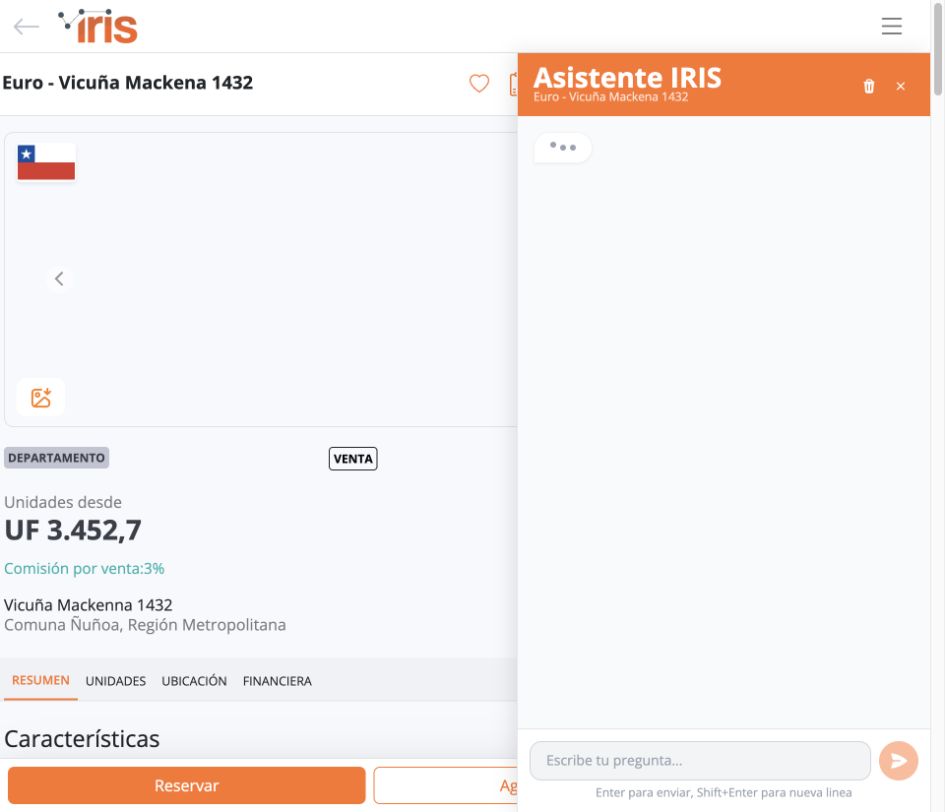 iris
Euro - Vicuña Mackena 1432
DEPARTAMENTO
VENTA
Unidades desde
UF 3.452,7
Comisión por venta:3%
Vicuña Mackenna 1432
Comuna Ñuñoa, Región Metropolitana
RESUMEN UNIDADES UBICACIÓN FINANCIERA
Características
Reservar
Ag
Asistente IRIS
Euro - Vicuña Mackena 1432
Escribe tu pregunta...
Enter para enviar, Shift+Enter para nueva linea